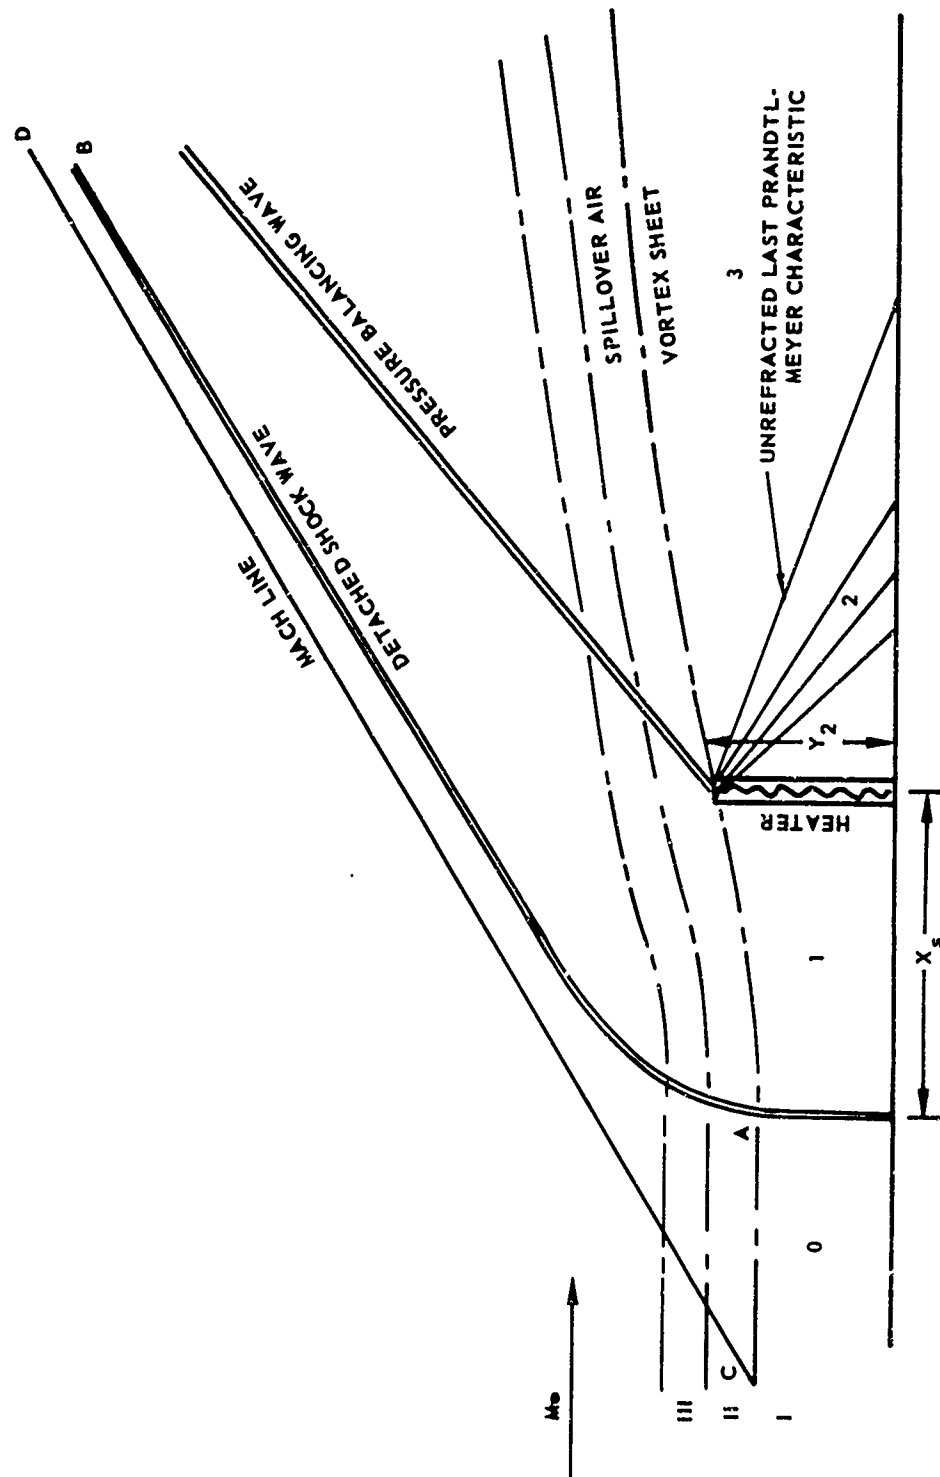 D
B
MACH LINE
DETACHED SHOCK WAVE
PRESSURE BALANCING WAVE
SPILLOVER AIR
VORTEX SHEET
3
UNREFRACTED LAST PRANDTL-
MEYER CHARACTERISTIC
2
Y2
HEATER
1
Xs
A
0
C
III
II
I